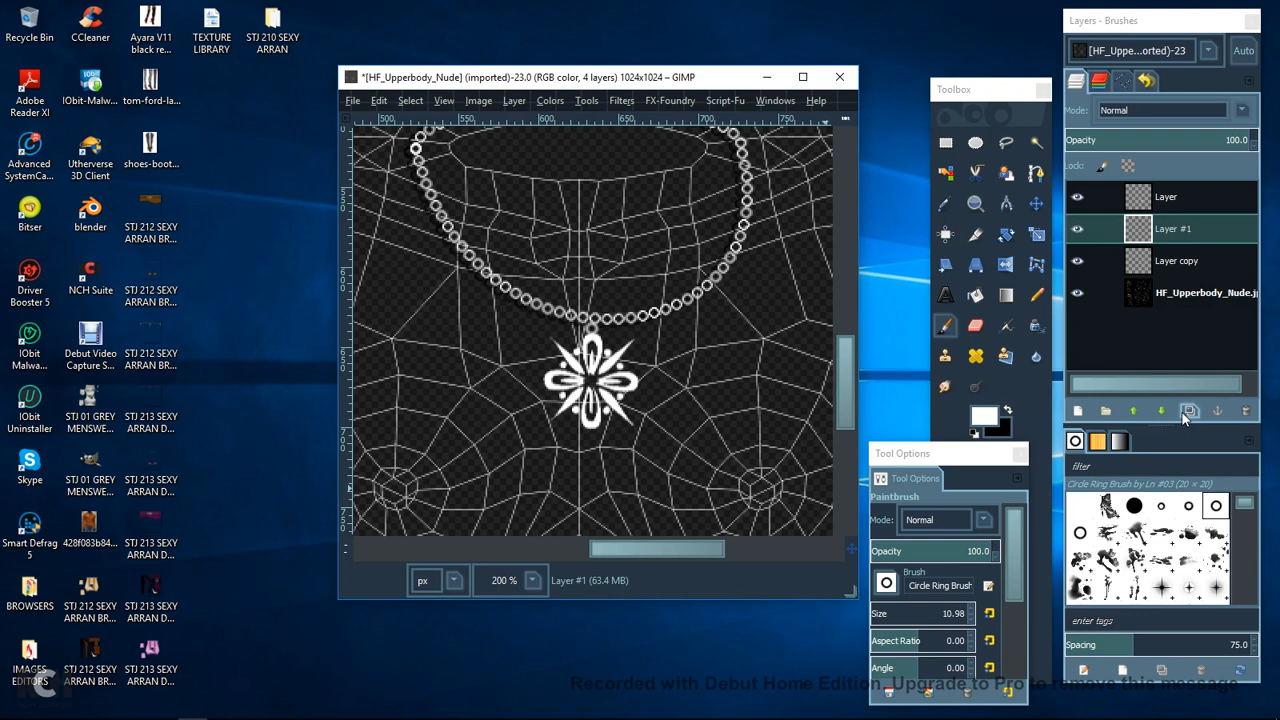 Recycle Bin
CCleaner
Ayara V11
black re...
TEXTURE
LIBRARY
STJ 210 SEXY
ARRAN
Adobe
Reader XI
IObit-Malw...
tom-ford-la...
Advanced
SystemCa...
Utherverse
3D Client
shoes-boot...
Bitser
blender
STJ 212 SEXY
ARRAN BR...
Driver
Booster 5
NCH Suite
STJ 212 SEXY
ARRAN BR...
IObit
Malwa...
Debut Video
Capture S...
STJ 212 SEXY
ARRAN BR...
IObit
Uninstaller
STJ 01 GREY
MENSWE...
STJ 213 SEXY
ARRAN BR...
Skype
STJ 01 GREY
MENSWE...
STJ 213 SEXY
ARRAN D...
Smart Defrag
5
428f083b84...
STJ 213 SEXY
ARRAN D...
BROWSERS
STJ 212 SEXY
ARRAN BR...
STJ 213 SEXY
ARRAN D...
IMAGES
EDITORS
STJ 212 SEXY
ARRAN BR...
STJ 213 SEXY
ARRAN D...
*[HF_Upperbody_Nude] (imported)-23.0 (RGB color, 4 layers) 1024x1024 – GIMP
File Edit Select View Image Layer Colors Tools Filters FX-Foundry Script-Fu Windows Help
500 550 600 650 700 750
px 200 % Layer #1 (63.4 MB)
Toolbox
Tool Options
Tool Options
Paintbrush
Mode: Normal
Opacity 100.0
Brush
Circle Ring Brush
Size 10.98
Aspect Ratio 0.00
Angle 0.00
Layers - Brushes
[HF_Uppe...orted)-23 Auto
Mode: Normal
Opacity 100.0
Lock:
Layer
Layer #1
Layer copy
HF_Upperbody_Nude.j
filter
Circle Ring Brush by Ln #03 (20 × 20)
enter tags
Spacing 75.0
Recorded with Debut Home Edition. Upgrade to Pro to remove this message